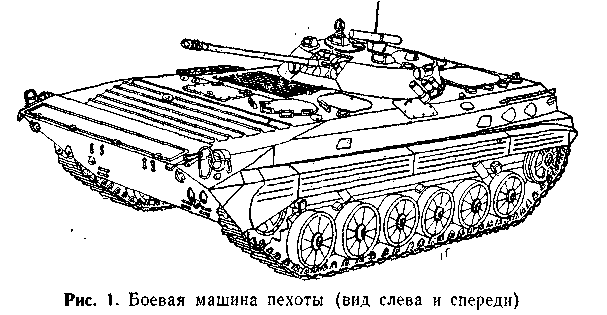 Рис. 1. Боевая машина пехоты (вид слева и спереди)